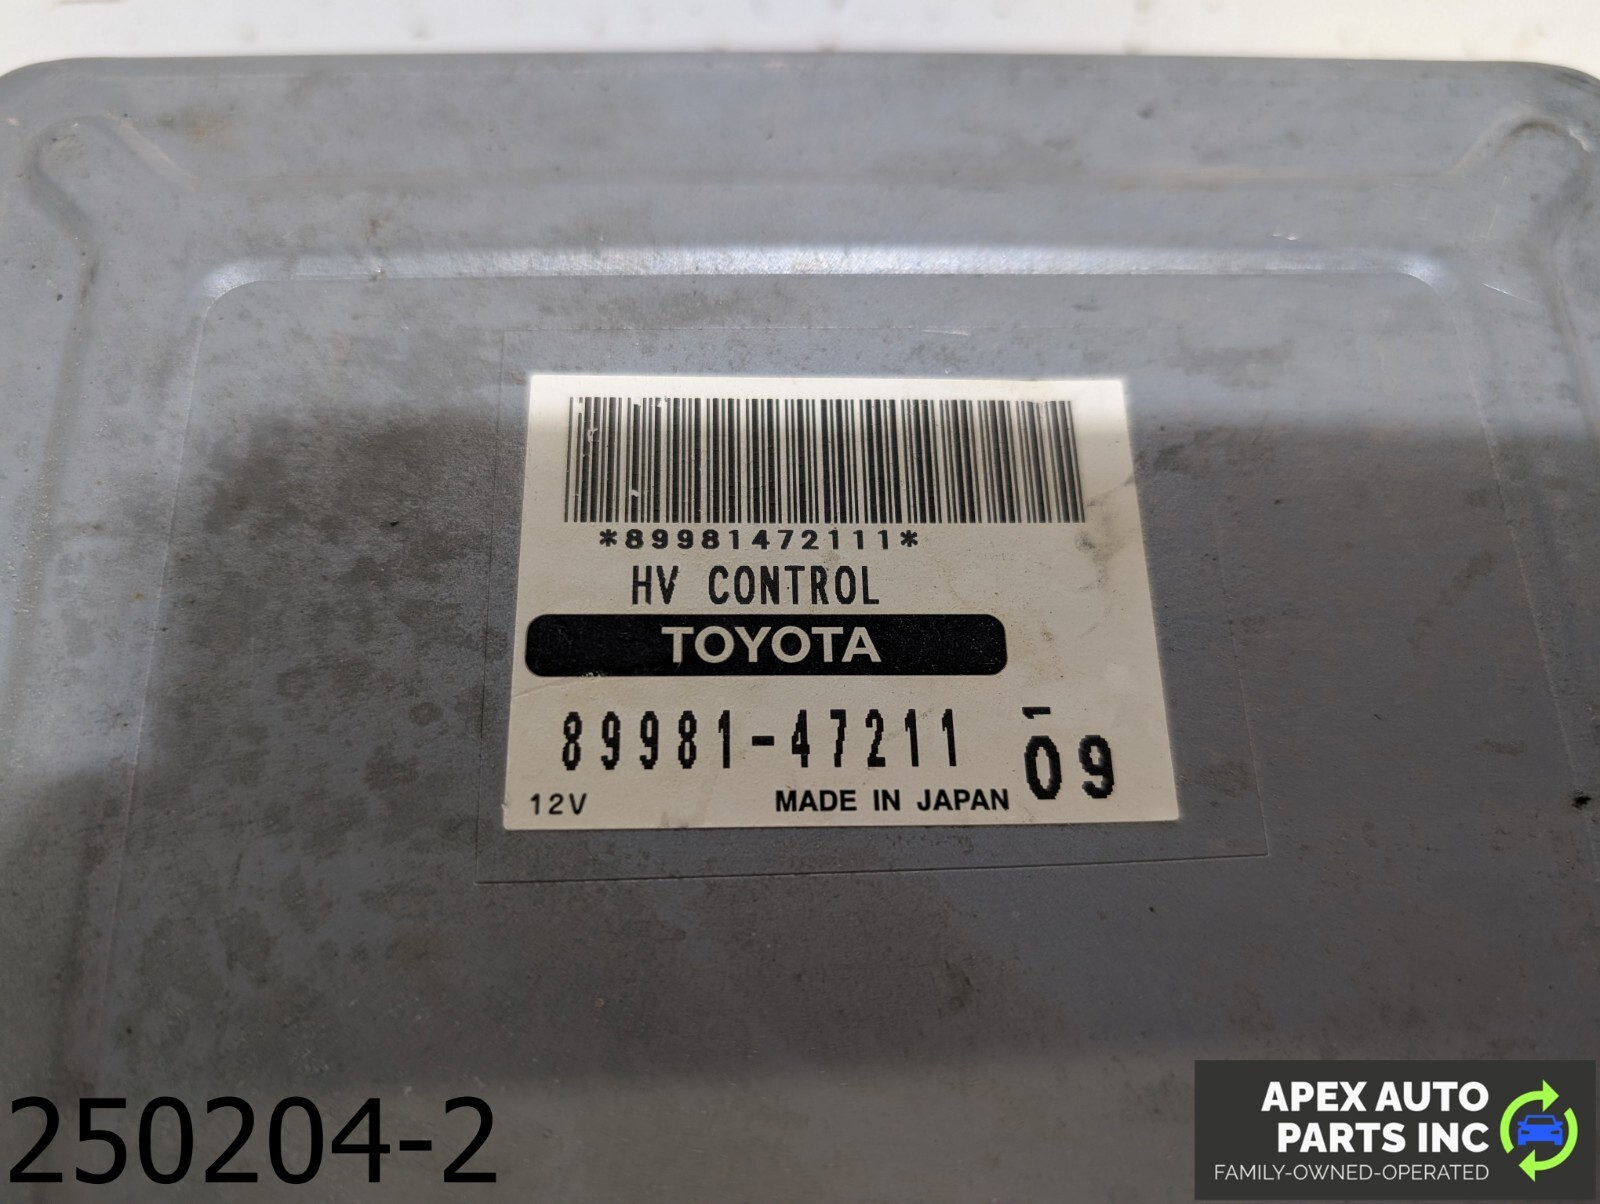 *89981472111*
HV CONTROL
TOYOTA
89981-47211 09
12V MADE IN JAPAN
250204-2
APEX AUTO
PARTS INC
FAMILY-OWNED-OPERATED